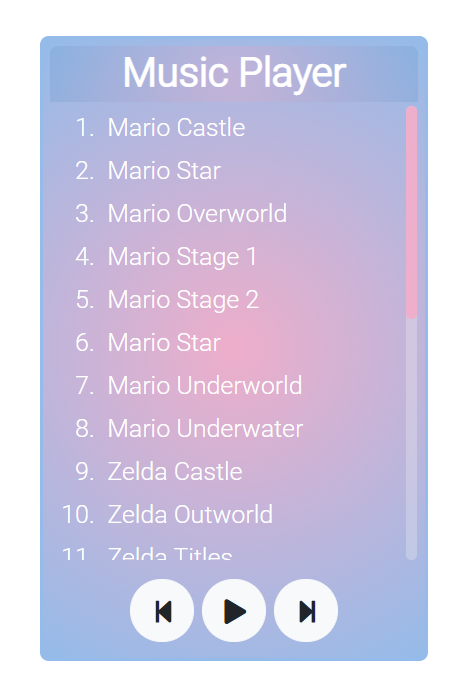 Music Player
1. Mario Castle
2. Mario Star
3. Mario Overworld
4. Mario Stage 1
5. Mario Stage 2
6. Mario Star
7. Mario Underworld
8. Mario Underwater
9. Zelda Castle
10. Zelda Outworld
11. Zelda Titles